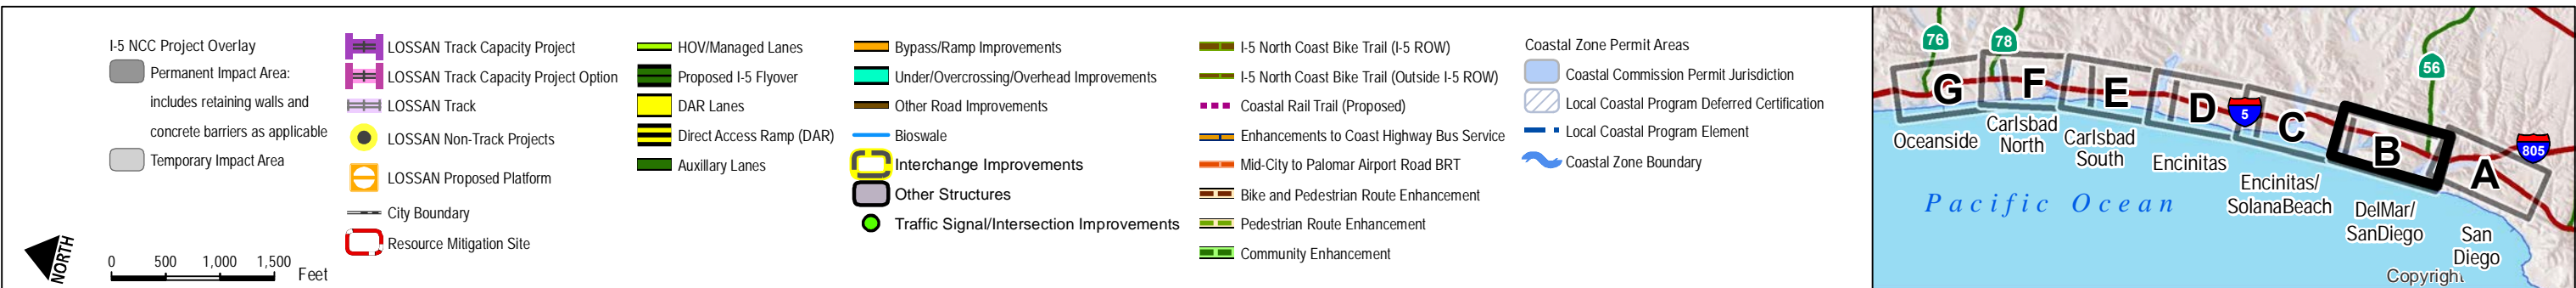 I-5 NCC Project Overlay
Permanent Impact Area:
includes retaining walls and
concrete barriers as applicable
Temporary Impact Area
NORTH
0 500 1,000 1,500 Feet
LOSSAN Track Capacity Project
LOSSAN Track Capacity Project Option
LOSSAN Track
LOSSAN Non-Track Projects
LOSSAN Proposed Platform
City Boundary
Resource Mitigation Site
HOV/Managed Lanes
Proposed I-5 Flyover
DAR Lanes
Direct Access Ramp (DAR)
Auxillary Lanes
Bypass/Ramp Improvements
Under/Overcrossing/Overhead Improvements
Other Road Improvements
Bioswale
Interchange Improvements
Other Structures
Traffic Signal/Intersection Improvements
I-5 North Coast Bike Trail (I-5 ROW)
I-5 North Coast Bike Trail (Outside I-5 ROW)
Coastal Rail Trail (Proposed)
Enhancements to Coast Highway Bus Service
Mid-City to Palomar Airport Road BRT
Bike and Pedestrian Route Enhancement
Pedestrian Route Enhancement
Community Enhancement
Coastal Zone Permit Areas
Coastal Commission Permit Jurisdiction
Local Coastal Program Deferred Certification
Local Coastal Program Element
Coastal Zone Boundary
76
78
56
5
805
G
F
E
D
C
B
A
Oceanside
Carlsbad
North
Carlsbad
South
Encinitas
Encinitas/
SolanaBeach
DelMar/
SanDiego
San
Diego
Pacific Ocean
Copyright